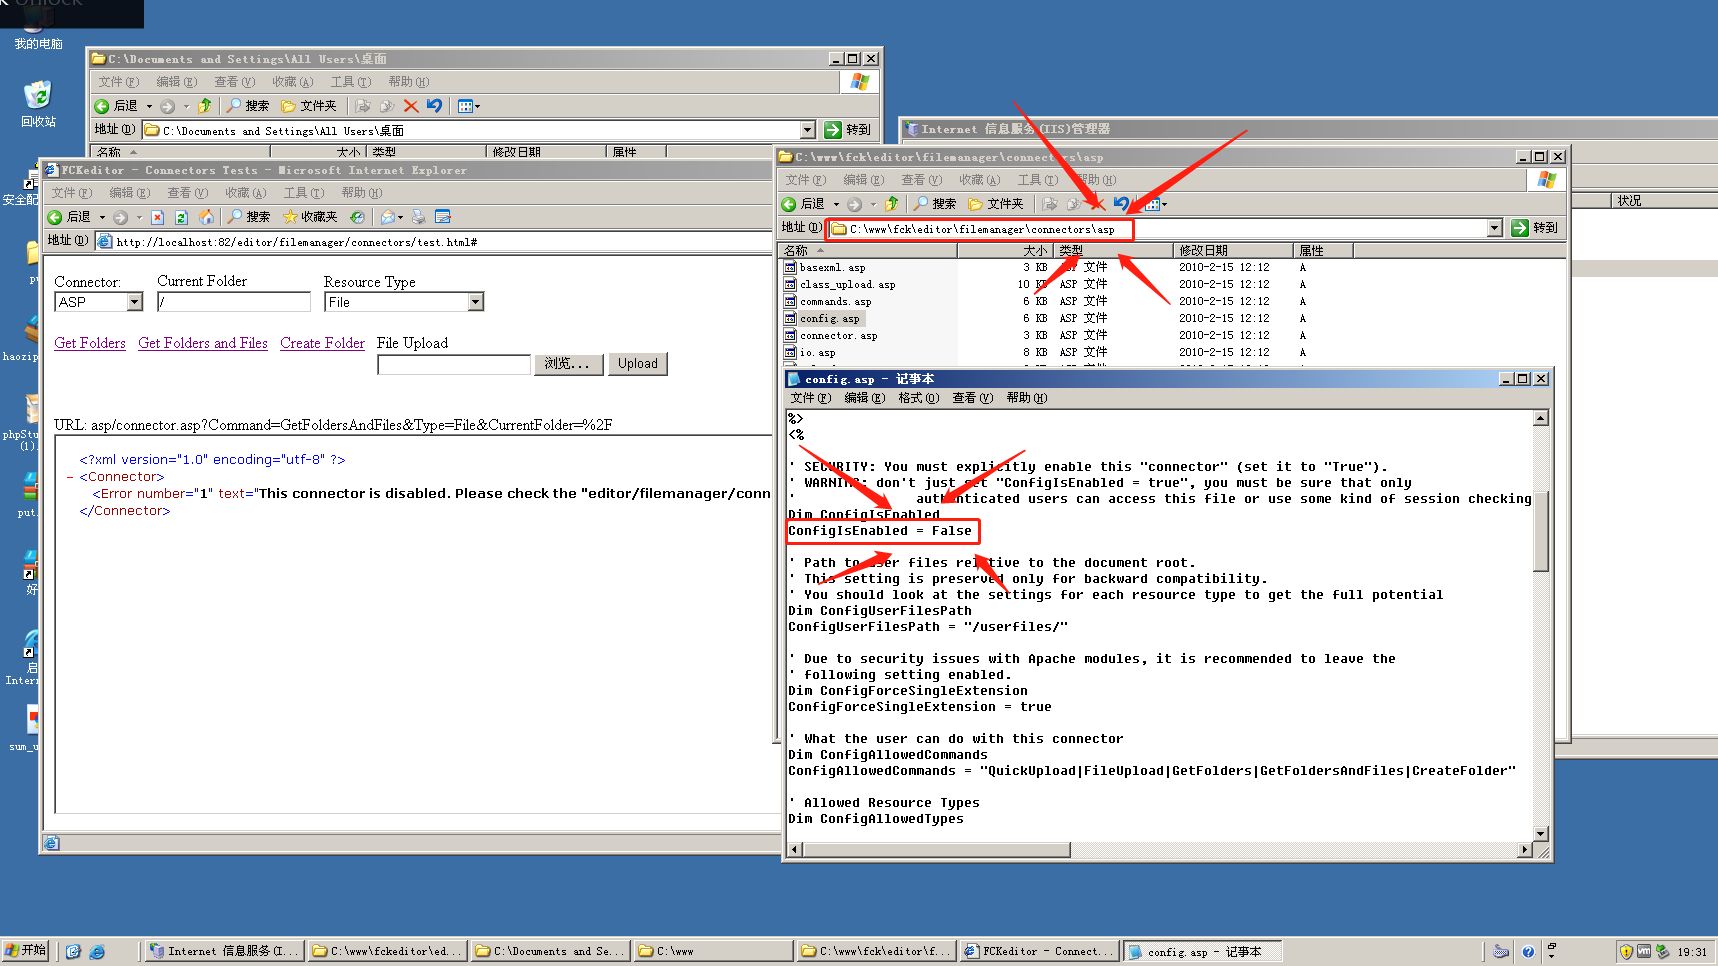 Unlock
我的电脑
回收站
安全配
haozip
phpStu
(1).
put.
好
启
Inter
sum_u
C:\Documents and Settings\All Users\桌面
文件(F) 编辑(E) 查看(V) 收藏(A) 工具(T) 帮助(H)
后退 搜索 文件夹
地址(D) C:\Documents and Settings\All Users\桌面 转到
名称 大小 类型 修改日期 属性
Internet 信息服务(IIS)管理器
状况
FCKeditor - Connectors Tests - Microsoft Internet Explorer
文件(F) 编辑(E) 查看(V) 收藏(A) 工具(T) 帮助(H)
后退 搜索 收藏夹
地址(D) http://localhost:82/editor/filemanager/connectors/test.html#
Connector: Current Folder Resource Type
ASP / File
Get Folders Get Folders and Files Create Folder File Upload
浏览... Upload
URL: asp/connector.asp?Command=GetFoldersAndFiles&Type=File&CurrentFolder=%2F
<?xml version="1.0" encoding="utf-8" ?>
- <Connector>
<Error number="1" text="This connector is disabled. Please check the "editor/filemanager/conn
</Connector>
C:\www\fck\editor\filemanager\connectors\asp
文件(F) 编辑(E) 查看(V) 收藏(A) 工具(T) 帮助(H)
后退 搜索 文件夹
地址(D) C:\www\fck\editor\filemanager\connectors\asp 转到
名称 大小 类型 修改日期 属性
basexml.asp 3 KB ASP 文件 2010-2-15 12:12 A
class_upload.asp 10 KB ASP 文件 2010-2-15 12:12 A
commands.asp 6 KB ASP 文件 2010-2-15 12:12 A
config.asp 6 KB ASP 文件 2010-2-15 12:12 A
connector.asp 3 KB ASP 文件 2010-2-15 12:12 A
io.asp 8 KB ASP 文件 2010-2-15 12:12 A
config.asp - 记事本
文件(F) 编辑(E) 格式(O) 查看(V) 帮助(H)
%>
<%
' SECURITY: You must explicitly enable this "connector" (set it to "True").
' WARNING: don't just set "ConfigIsEnabled = true", you must be sure that only
' authenticated users can access this file or use some kind of session checking
Dim ConfigIsEnabled
ConfigIsEnabled = False
' Path to user files relative to the document root.
' This setting is preserved only for backward compatibility.
' You should look at the settings for each resource type to get the full potential
Dim ConfigUserFilesPath
ConfigUserFilesPath = "/userfiles/"
' Due to security issues with Apache modules, it is recommended to leave the
' following setting enabled.
Dim ConfigForceSingleExtension
ConfigForceSingleExtension = true
' What the user can do with this connector
Dim ConfigAllowedCommands
ConfigAllowedCommands = "QuickUpload|FileUpload|GetFolders|GetFoldersAndFiles|CreateFolder"
' Allowed Resource Types
Dim ConfigAllowedTypes
开始 Internet 信息服务(I... C:\www\fckeditor\ed... C:\Documents and Se... C:\www C:\www\fck\editor\f... FCKeditor - Connect... config.asp - 记事本 19:31